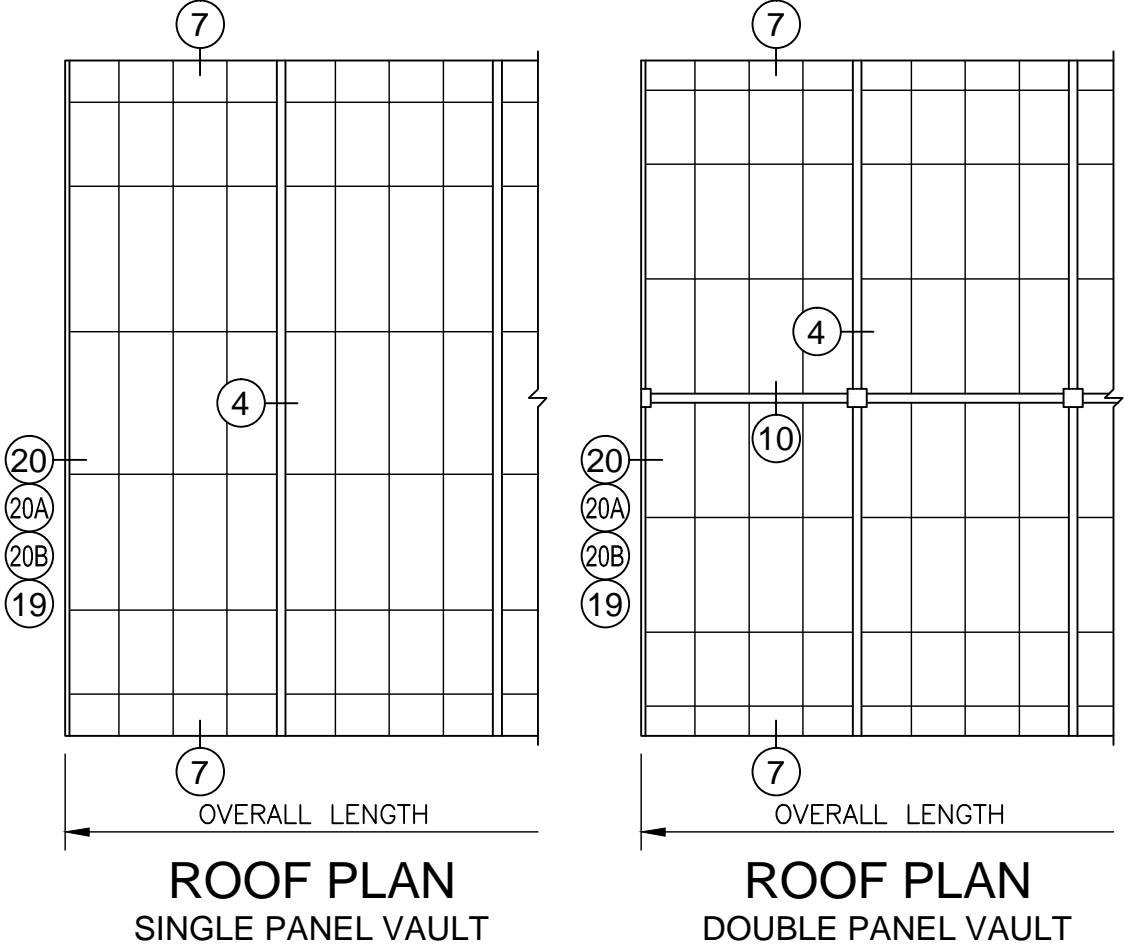 7
4
20
20A
20B
19
7
OVERALL LENGTH
ROOF PLAN
SINGLE PANEL VAULT
7
4
10
20
20A
20B
19
7
OVERALL LENGTH
ROOF PLAN
DOUBLE PANEL VAULT